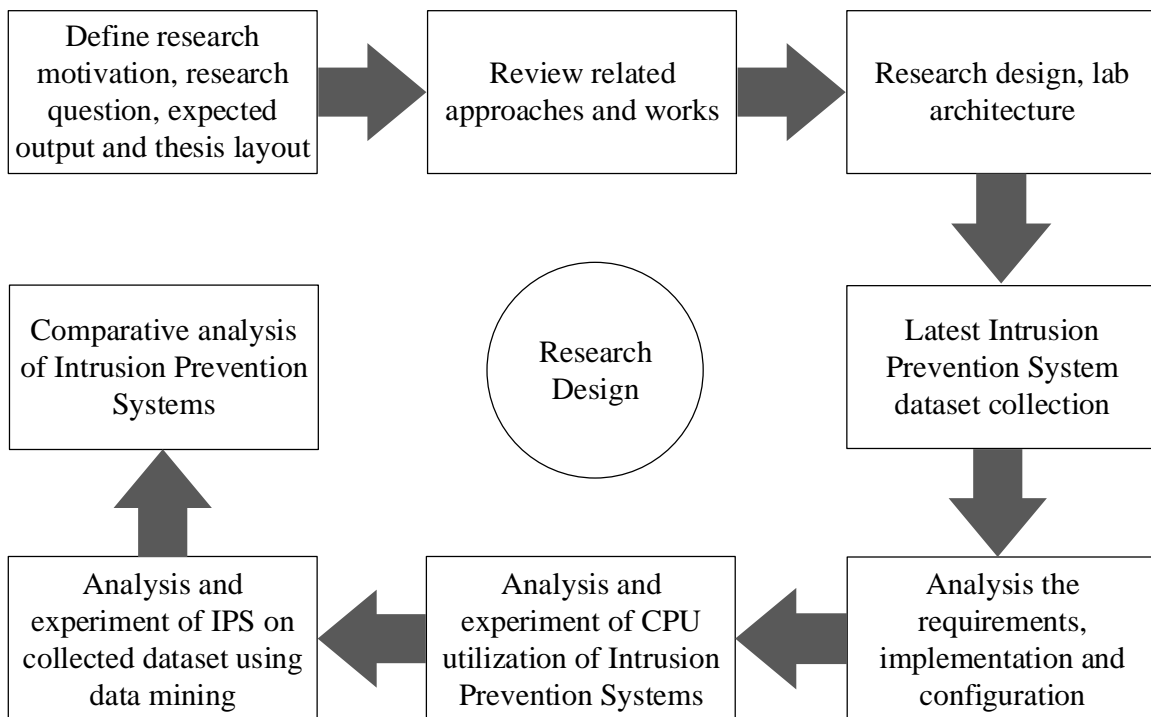 Define research
motivation, research
question, expected
output and thesis layout
Review related
approaches and works
Research design, lab
architecture
Latest Intrusion
Prevention System
dataset collection
Analysis the
requirements,
implementation and
configuration
Analysis and
experiment of CPU
utilization of Intrusion
Prevention Systems
Analysis and
experiment of IPS on
collected dataset using
data mining
Comparative analysis
of Intrusion Prevention
Systems
Research
Design